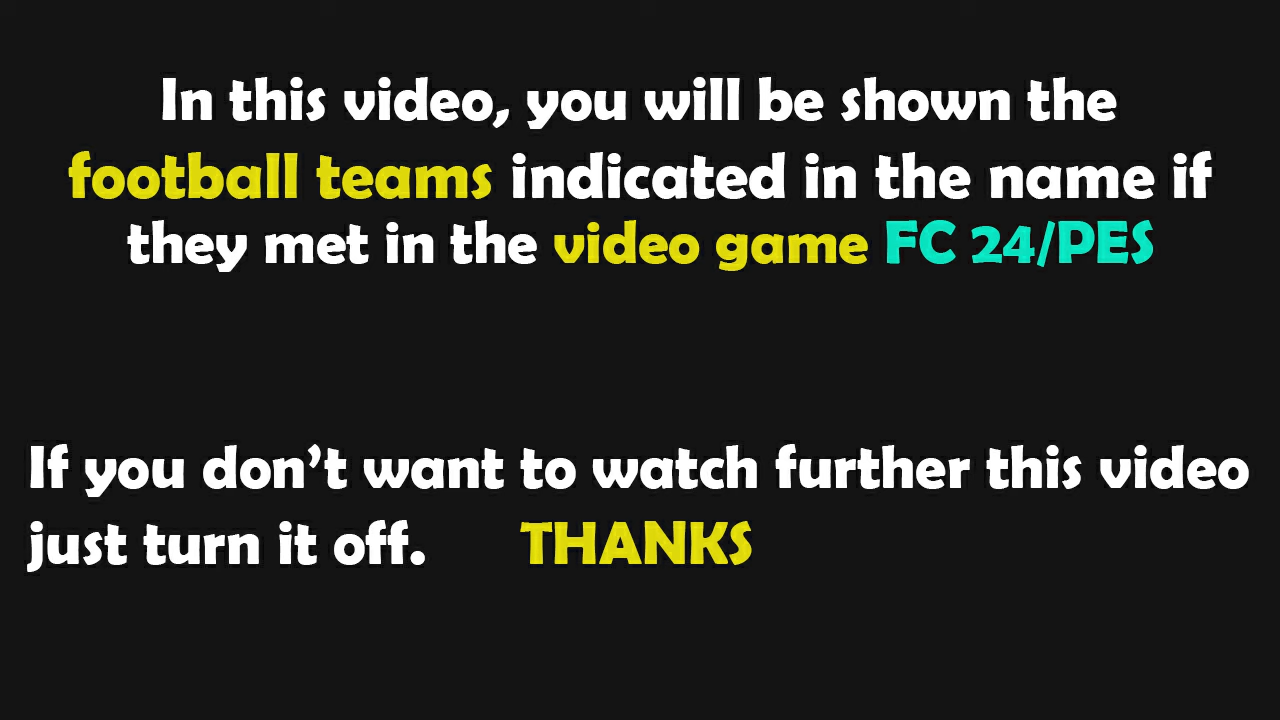 In this video, you will be shown the
football teams indicated in the name if
they met in the video game FC 24/PES
If you don't want to watch further this video
just turn it off. THANKS